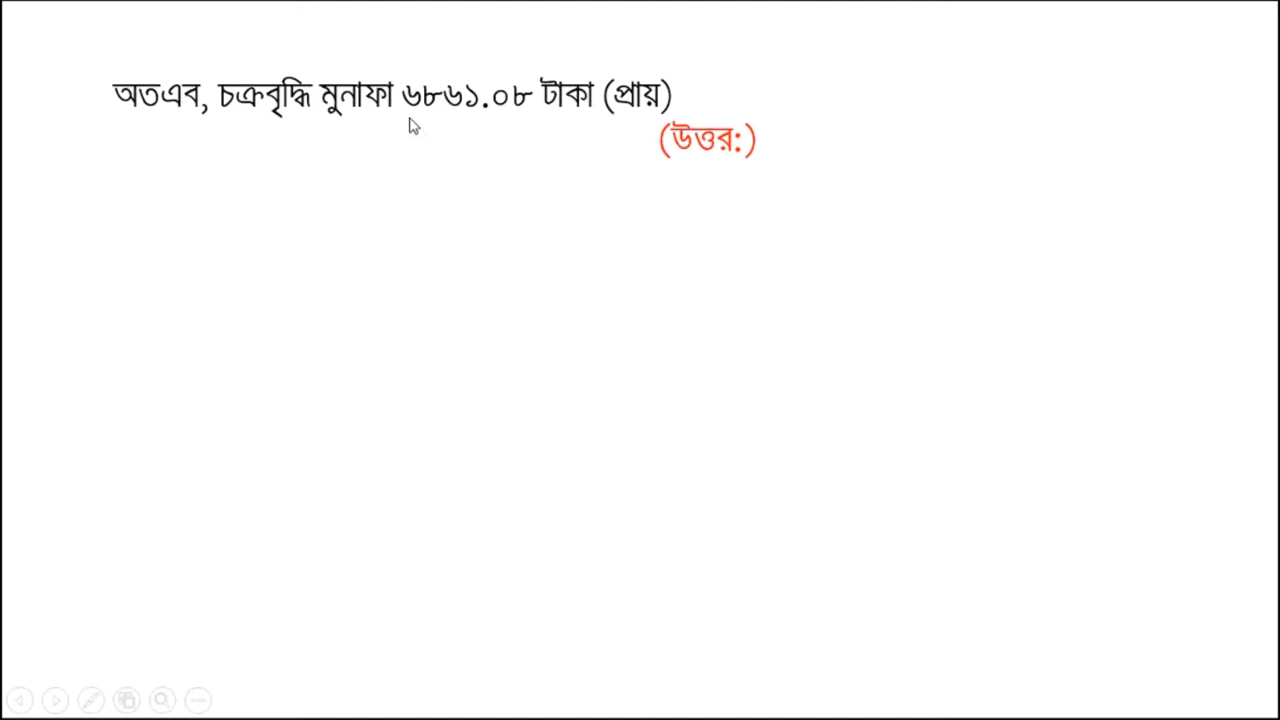 অতএব, চক্রবৃদ্ধি মুনাফা ৬৮৬১.০৮ টাকা (প্রায়)
(উত্তর:)